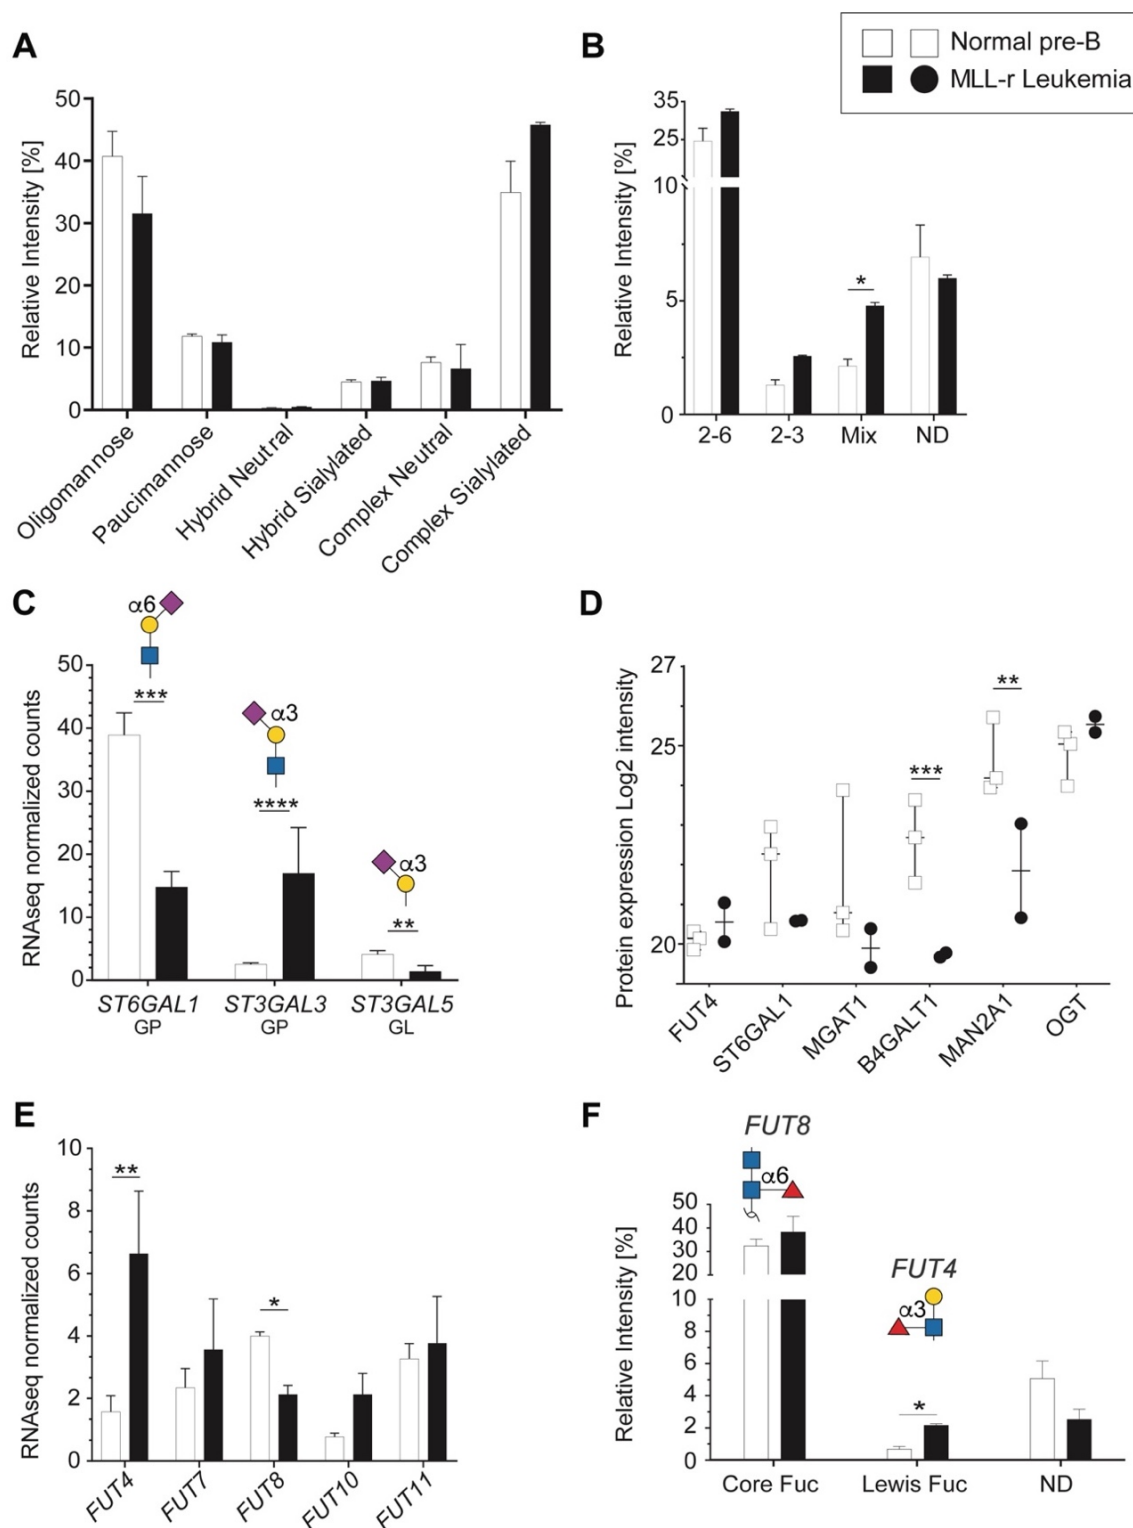 A
B
Normal pre-B
MLL-r Leukemia
Relative Intensity [%]
50
40
30
20
10
0
Oligomannose
Paucimannose
Hybrid Neutral
Hybrid Sialylated
Complex Neutral
Complex Sialylated
Relative Intensity [%]
35
25
10
5
0
*
2-6
2-3
Mix
ND
C
RNAseq normalized counts
50
40
30
20
10
0
α6
***
α3
****
α3
**
ST6GAL1 ST3GAL3 ST3GAL5
GP GP GL
D
Protein expression Log2 intensity
27
25
20
***
**
FUT4
ST6GAL1
MGAT1
B4GALT1
MAN2A1
OGT
E
RNAseq normalized counts
10
8
6
4
2
0
**
*
FUT4
FUT7
FUT8
FUT10
FUT11
F
Relative Intensity [%]
FUT8
α6
50
40
30
20
10
8
6
4
2
0
FUT4
α3
*
Core Fuc
Lewis Fuc
ND